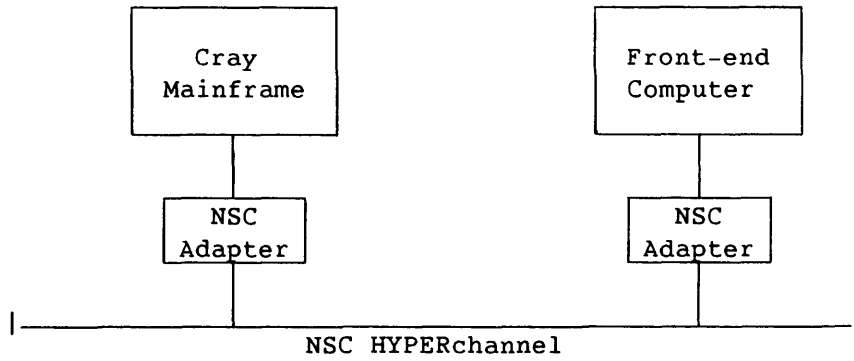 Cray
Mainframe
Front-end
Computer
NSC
Adapter
NSC
Adapter
NSC HYPERchannel